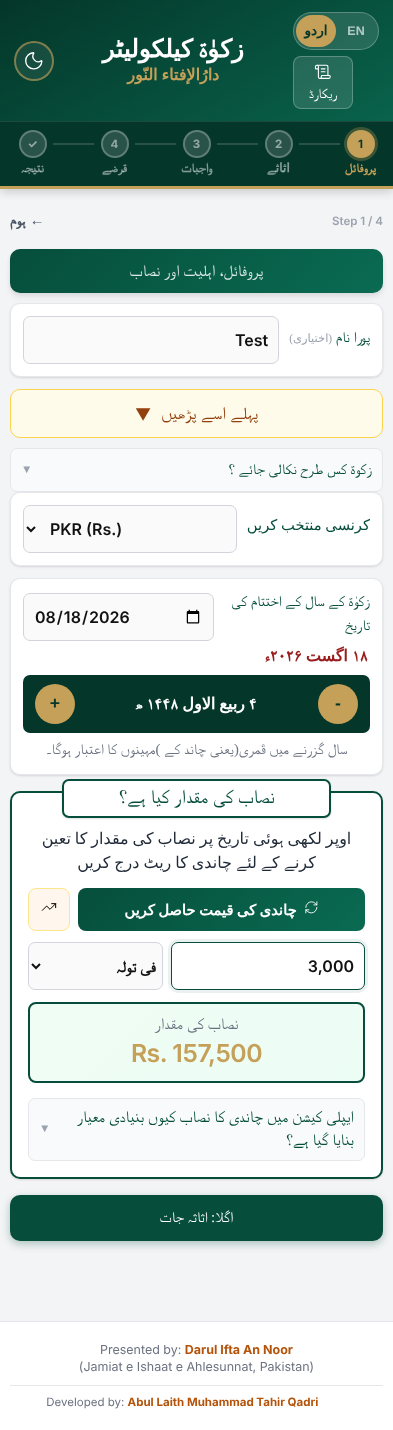 زکوٰۃ کیلکولیٹر
دارُالإفتاء النّور
اردو EN
ریکارڈ
1 2 3 4 ✓
پروفائل اثاثے واجبات قرضے نتیجہ
← ہوم
Step 1 / 4
پروفائل، اہلیت اور نصاب
پورا نام (اختیاری)
Test
پہلے اسے پڑھیں ▼
زکوۃ کس طرح نکالی جائے ؟ ▼
کرنسی منتخب کریں
PKR (Rs.)
زکوٰۃ کے سال کے اختتام کی
تاریخ
08/18/2026
۱۸ اگست ۲۰۲۶ء
- ۴ ربیع الاول ۱۴۴۸ ھ +
سال گزرنے میں قمری(یعنی چاند کے )مہینوں کا اعتبار ہوگا۔
نصاب کی مقدار کیا ہے؟
اوپر لکھی ہوئی تاریخ پر نصاب کی مقدار کا تعین
کرنے کے لئے چاندی کا ریٹ درج کریں
چاندی کی قیمت حاصل کریں
3,000
فی تولہ
نصاب کی مقدار
Rs. 157,500
ایپلی کیشن میں چاندی کا نصاب کیوں بنیادی معیار
بنایا گیا ہے؟ ▼
اگلا: اثاثہ جات
Presented by: Darul Ifta An Noor
(Jamiat e Ishaat e Ahlesunnat, Pakistan)
Developed by: Abul Laith Muhammad Tahir Qadri